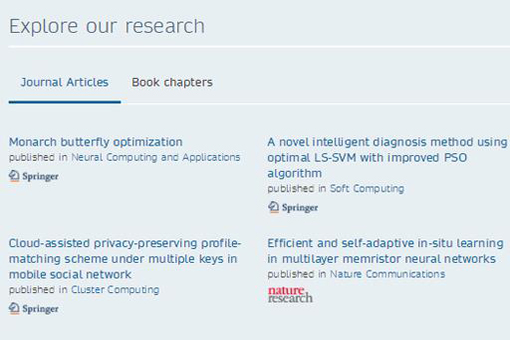 Explore our research
Journal Articles
Book chapters
Monarch butterfly optimization
published in Neural Computing and Applications
Springer
A novel intelligent diagnosis method using
optimal LS-SVM with improved PSO
algorithm
published in Soft Computing
Springer
Cloud-assisted privacy-preserving profile-
matching scheme under multiple keys in
mobile social network
published in Cluster Computing
Springer
Efficient and self-adaptive in-situ learning
in multilayer memristor neural networks
published in Nature Communications
nature
research